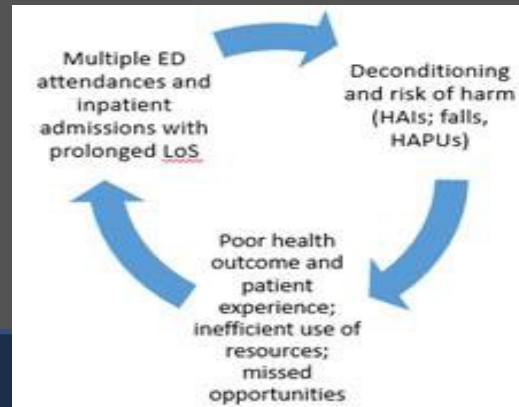 Multiple ED
attendances and
inpatient
admissions with
prolonged LoS
Deconditioning
and risk of harm
(HAIs; falls,
HAPUs)
Poor health
outcome and
patient
experience;
inefficient use of
resources;
missed
opportunities